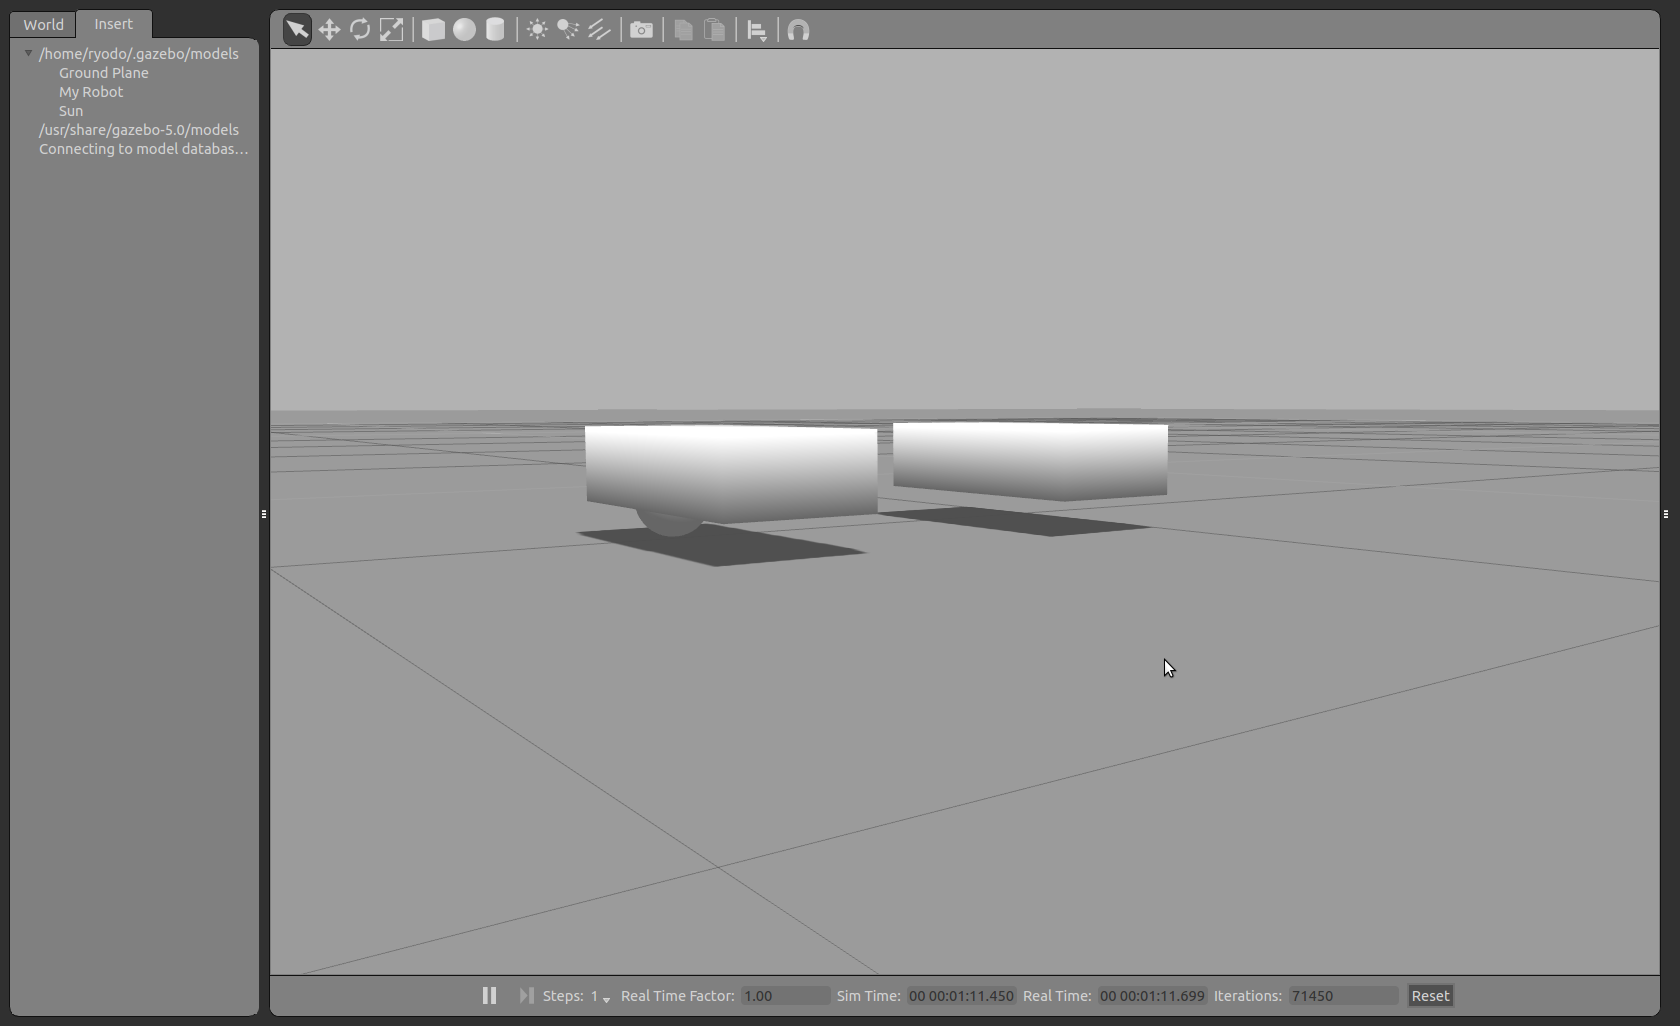 World Insert
/home/ryodo/.gazebo/models
Ground Plane
My Robot
Sun
/usr/share/gazebo-5.0/models
Connecting to model databas...
Steps: 1 Real Time Factor: 1.00 Sim Time: 00 00:01:11.450 Real Time: 00 00:01:11.699 Iterations: 71450 Reset